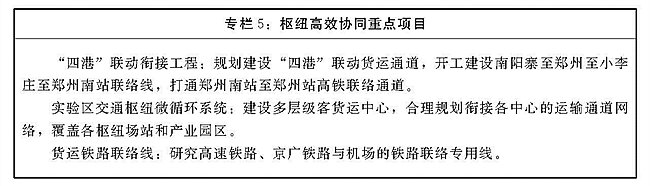 专栏 5：枢纽高效协同重点项目
“四港”联动衔接工程：规划建设“四港”联动货运通道，开工建设南阳寨至郑州至小李
庄至郑州南站联络线，打通郑州南站至郑州站高铁联络通道。
实验区交通枢纽微循环系统：建设多层级客货运中心，合理规划衔接各中心的运输通道网
络，覆盖各枢纽场站和产业园区。
货运铁路联络线：研究高速铁路、京广铁路与机场的铁路联络专用线。